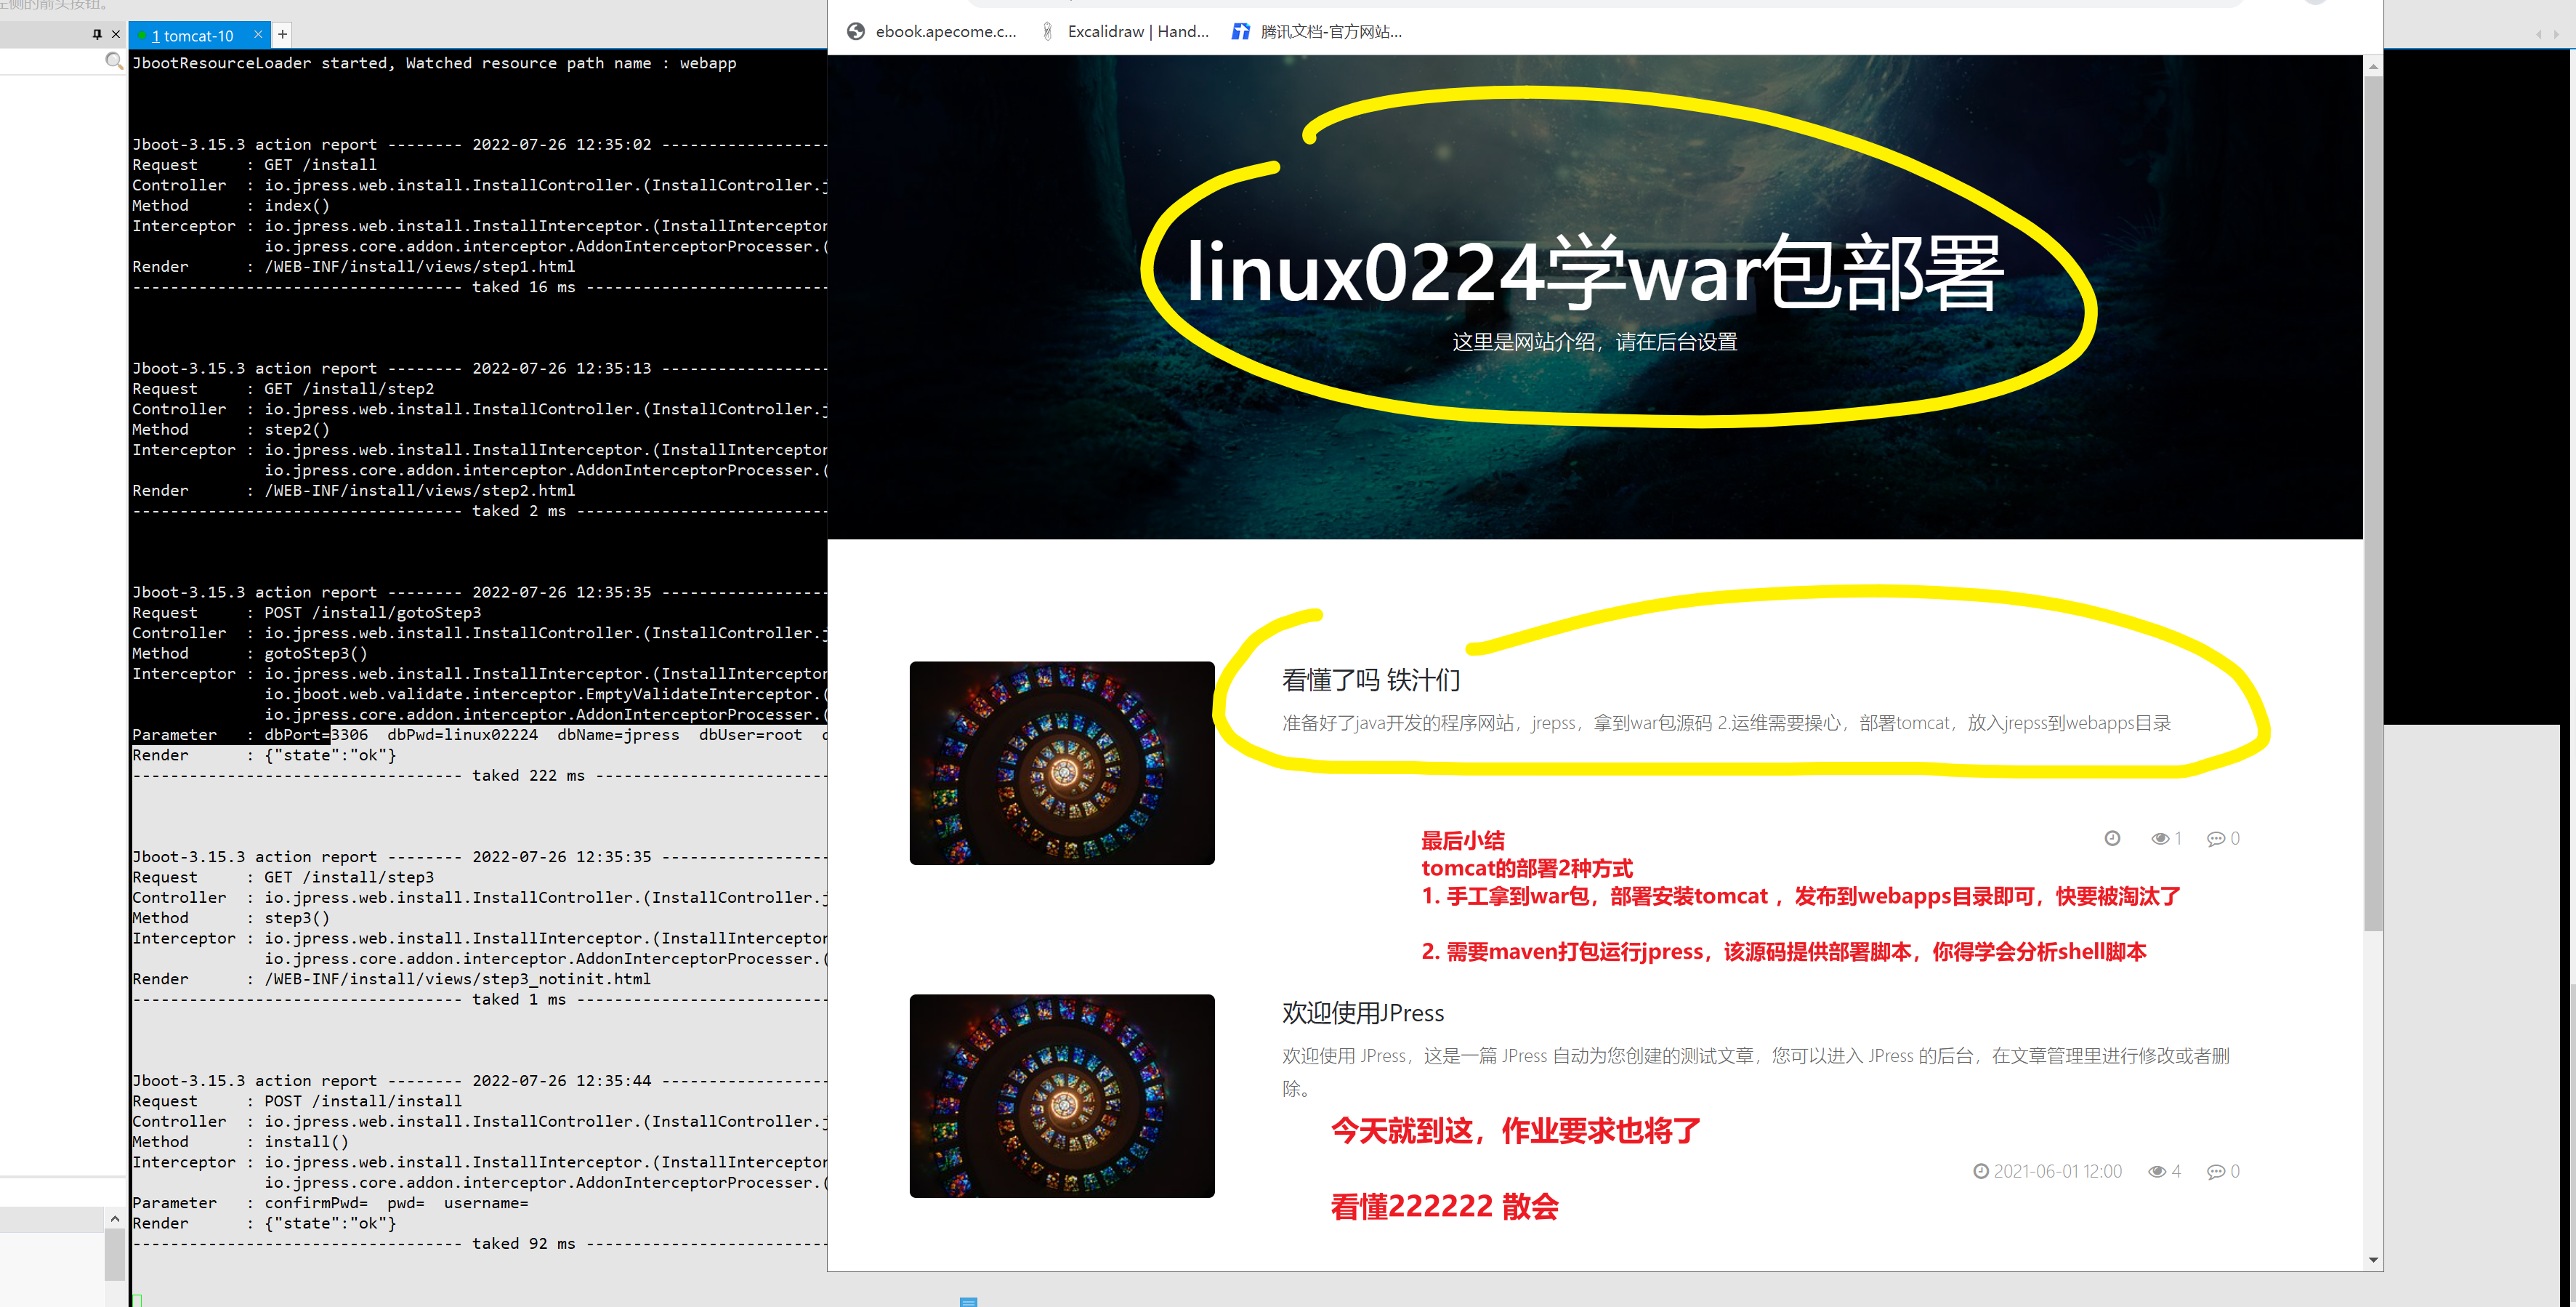 左侧的箭头按钮。
1 tomcat-10
JbootResourceLoader started, Watched resource path name : webapp
Jboot-3.15.3 action report -------- 2022-07-26 12:35:02 ------------------
Request     : GET /install
Controller  : io.jpress.web.install.InstallController.(InstallController.j
Method      : index()
Interceptor : io.jpress.web.install.InstallInterceptor.(InstallInterceptor
io.jpress.core.addon.interceptor.AddonInterceptorProcesser.(
Render      : /WEB-INF/install/views/step1.html
----------------------------------- taked 16 ms --------------------------
Jboot-3.15.3 action report -------- 2022-07-26 12:35:13 ------------------
Request     : GET /install/step2
Controller  : io.jpress.web.install.InstallController.(InstallController.j
Method      : step2()
Interceptor : io.jpress.web.install.InstallInterceptor.(InstallInterceptor
io.jpress.core.addon.interceptor.AddonInterceptorProcesser.(
Render      : /WEB-INF/install/views/step2.html
----------------------------------- taked 2 ms ---------------------------
Jboot-3.15.3 action report -------- 2022-07-26 12:35:35 ------------------
Request     : POST /install/gotoStep3
Controller  : io.jpress.web.install.InstallController.(InstallController.j
Method      : gotoStep3()
Interceptor : io.jpress.web.install.InstallInterceptor.(InstallInterceptor
io.jboot.web.validate.interceptor.EmptyValidateInterceptor.(
io.jpress.core.addon.interceptor.AddonInterceptorProcesser.(
Parameter   : dbPort=3306  dbPwd=linux02224  dbName=jpress  dbUser=root
Render      : {"state":"ok"}
----------------------------------- taked 222 ms -------------------------
Jboot-3.15.3 action report -------- 2022-07-26 12:35:35 ------------------
Request     : GET /install/step3
Controller  : io.jpress.web.install.InstallController.(InstallController.j
Method      : step3()
Interceptor : io.jpress.web.install.InstallInterceptor.(InstallInterceptor
io.jpress.core.addon.interceptor.AddonInterceptorProcesser.(
Render      : /WEB-INF/install/views/step3_notinit.html
----------------------------------- taked 1 ms ---------------------------
Jboot-3.15.3 action report -------- 2022-07-26 12:35:44 ------------------
Request     : POST /install/install
Controller  : io.jpress.web.install.InstallController.(InstallController.j
Method      : install()
Interceptor : io.jpress.web.install.InstallInterceptor.(InstallInterceptor
io.jpress.core.addon.interceptor.AddonInterceptorProcesser.(
Parameter   : confirmPwd=  pwd=  username=
Render      : {"state":"ok"}
----------------------------------- taked 92 ms --------------------------
ebook.apecome.c... Excalidraw | Hand... 腾讯文档-官方网站...
linux0224学war包部署
这里是网站介绍，请在后台设置
看懂了吗 铁汁们
准备好了java开发的程序网站，jrepss，拿到war包源码 2.运维需要操心，部署tomcat，放入jrepss到webapps目录
1 0
最后小结
tomcat的部署2种方式
1. 手工拿到war包，部署安装tomcat ，发布到webapps目录即可，快要被淘汰了
2. 需要maven打包运行jpress，该源码提供部署脚本，你得学会分析shell脚本
欢迎使用JPress
欢迎使用 JPress，这是一篇 JPress 自动为您创建的测试文章，您可以进入 JPress 的后台，在文章管理里进行修改或者删
除。
今天就到这，作业要求也将了
2021-06-01 12:00 4 0
看懂222222 散会